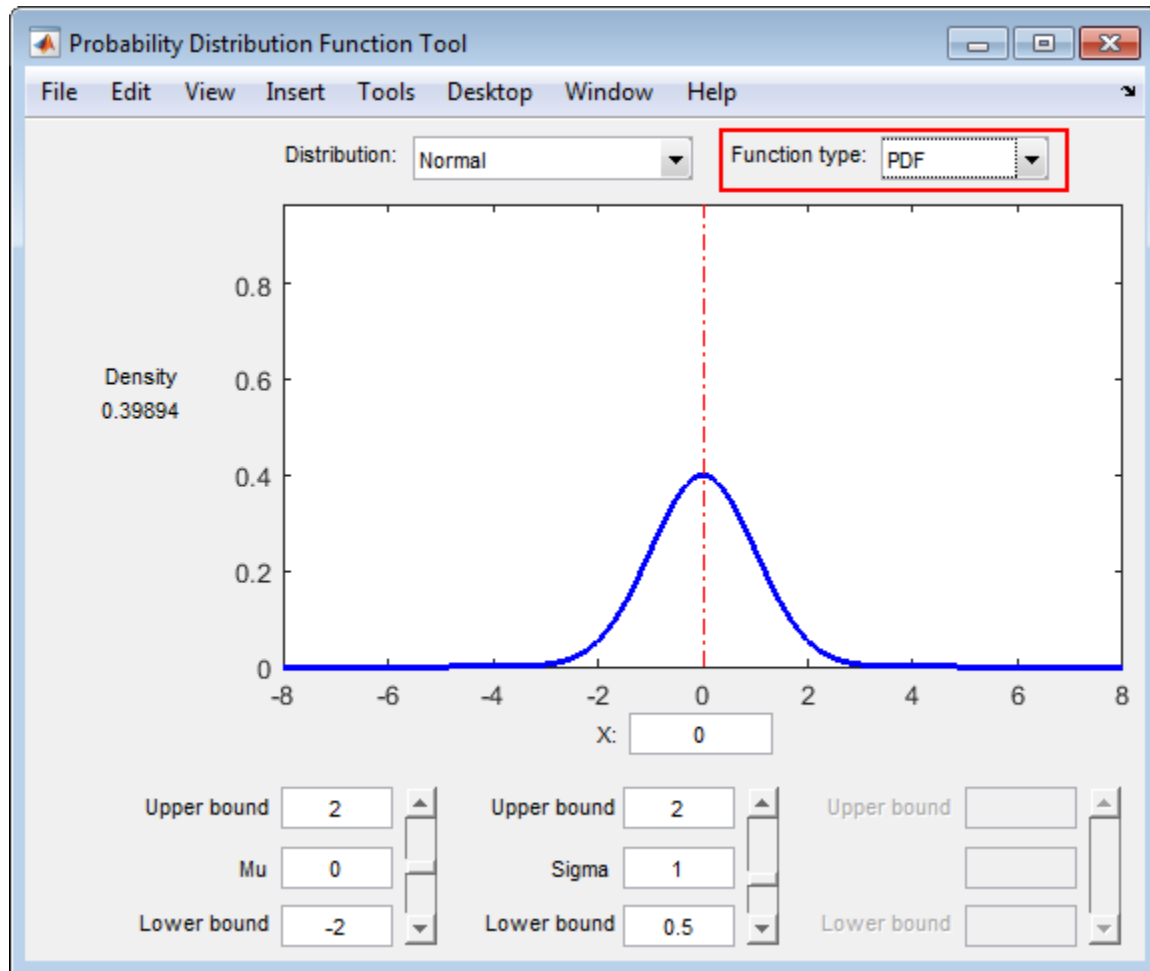 Probability Distribution Function Tool
File Edit View Insert Tools Desktop Window Help
Distribution: Normal Function type: PDF
0.8
Density
0.39894
0.6
0.4
0.2
0
-8 -6 -4 -2 0 2 4 6 8
X: 0
Upper bound 2 Upper bound 2 Upper bound
Mu 0 Sigma 1
Lower bound -2 Lower bound 0.5 Lower bound